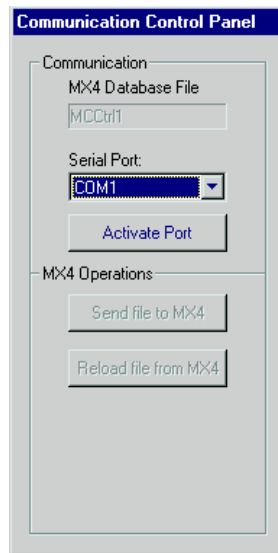 Communication Control Panel
Communication
MX4 Database File
MCCtrl1
Serial Port:
COM1
Activate Port
MX4 Operations
Send file to MX4
Reload file from MX4